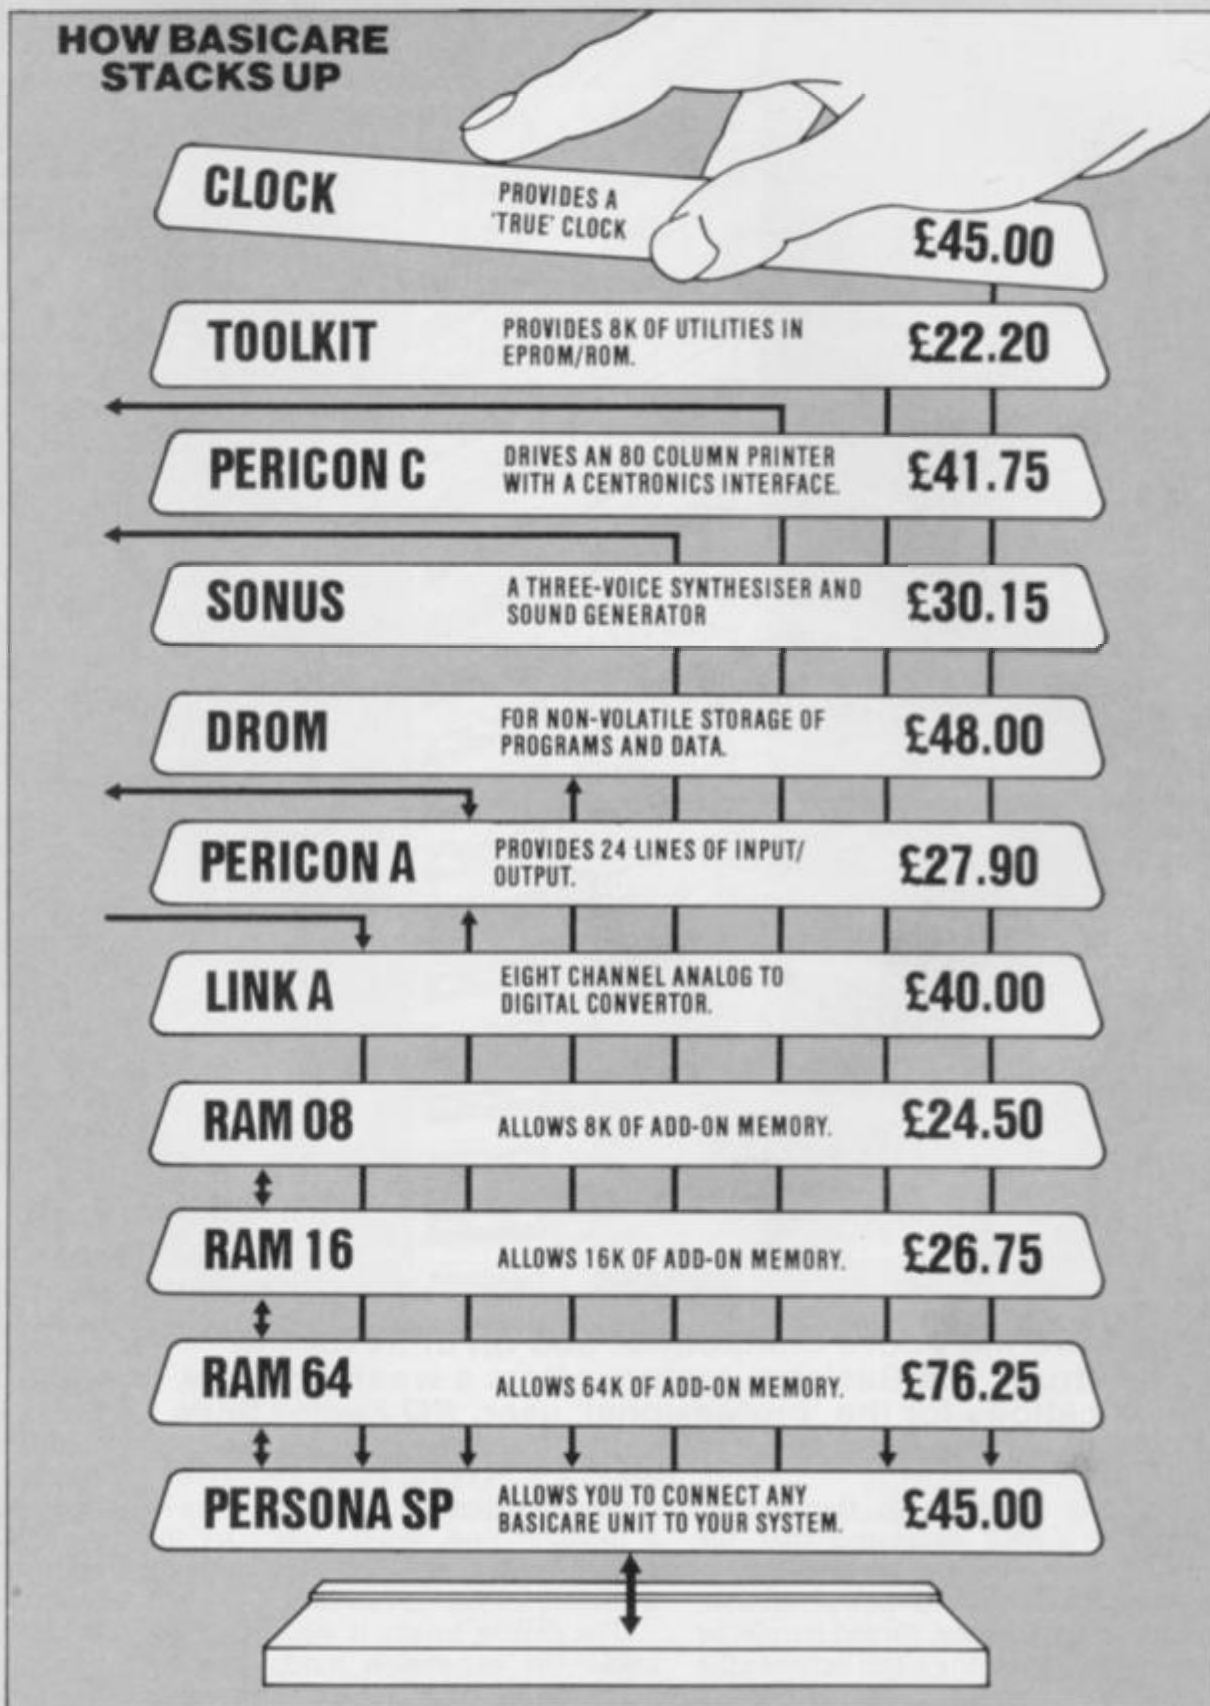 HOW BASICARE
STACKS UP
CLOCK
PROVIDES A
'TRUE' CLOCK
£45.00
TOOLKIT
PROVIDES 8K OF UTILITIES IN
EPROM/ROM.
£22.20
PERICON C
DRIVES AN 80 COLUMN PRINTER
WITH A CENTRONICS INTERFACE.
£41.75
SONUS
A THREE-VOICE SYNTHESISER AND
SOUND GENERATOR
£30.15
DROM
FOR NON-VOLATILE STORAGE OF
PROGRAMS AND DATA.
£48.00
PERICON A
PROVIDES 24 LINES OF INPUT/
OUTPUT.
£27.90
LINK A
EIGHT CHANNEL ANALOG TO
DIGITAL CONVERTOR.
£40.00
RAM 08
ALLOWS 8K OF ADD-ON MEMORY.
£24.50
RAM 16
ALLOWS 16K OF ADD-ON MEMORY.
£26.75
RAM 64
ALLOWS 64K OF ADD-ON MEMORY.
£76.25
PERSONA SP
ALLOWS YOU TO CONNECT ANY
BASICARE UNIT TO YOUR SYSTEM.
£45.00